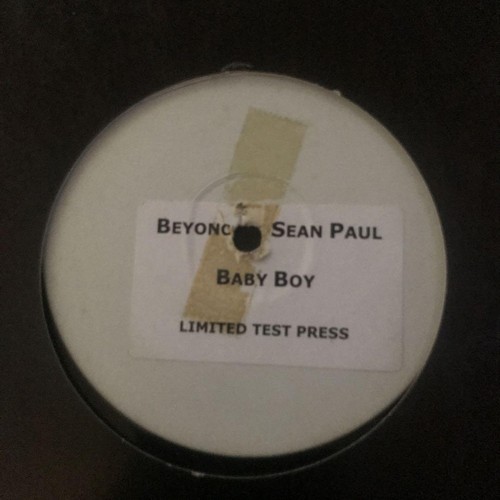 BEYONC SEAN PAUL
BABY BOY
LIMITED TEST PRESS